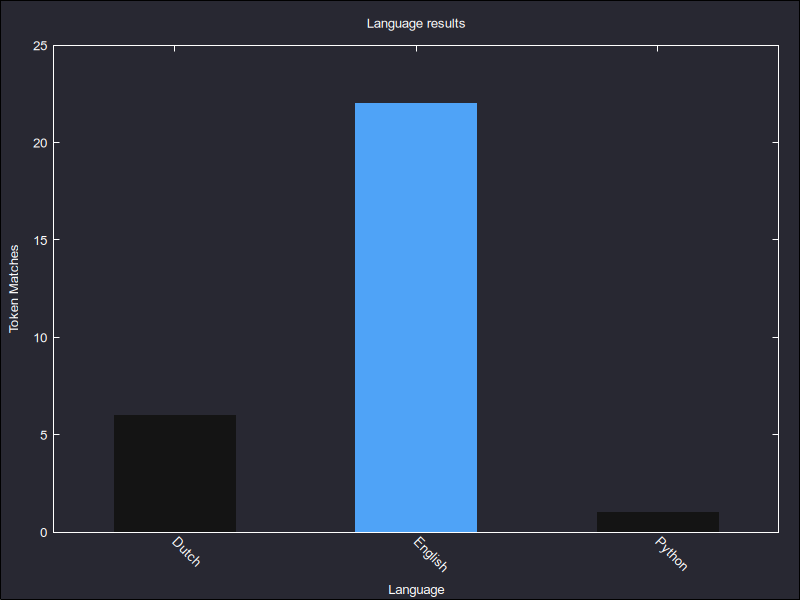 Language results
25
20
15
10
5
0
Token Matches
Dutch
English
Python
Language